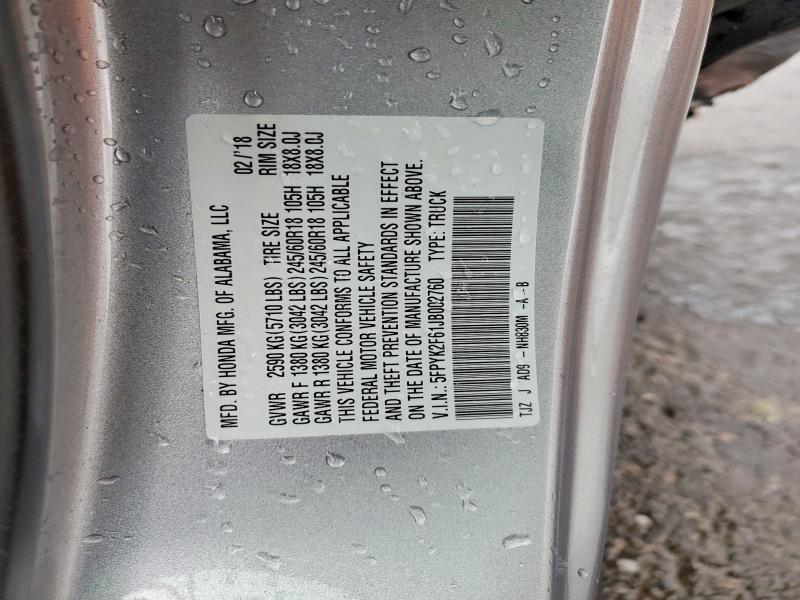 MFD. BY HONDA MFG. OF ALABAMA, LLC 02/'18
GVWR 2590 KG (5710 LBS) TIRE SIZE RIM SIZE
GAWR F 1380 KG (3042 LBS) 245/60R18 105H 18X8.0J
GAWR R 1380 KG (3042 LBS) 245/60R18 105H 18X8.0J
THIS VEHICLE CONFORMS TO ALL APPLICABLE
FEDERAL MOTOR VEHICLE SAFETY
AND THEFT PREVENTION STANDARDS IN EFFECT
ON THE DATE OF MANUFACTURE SHOWN ABOVE.
V.I.N.: 5FPYK2F61JB002760 TYPE: TRUCK
TJZ J AD9 -NH830M -A -B